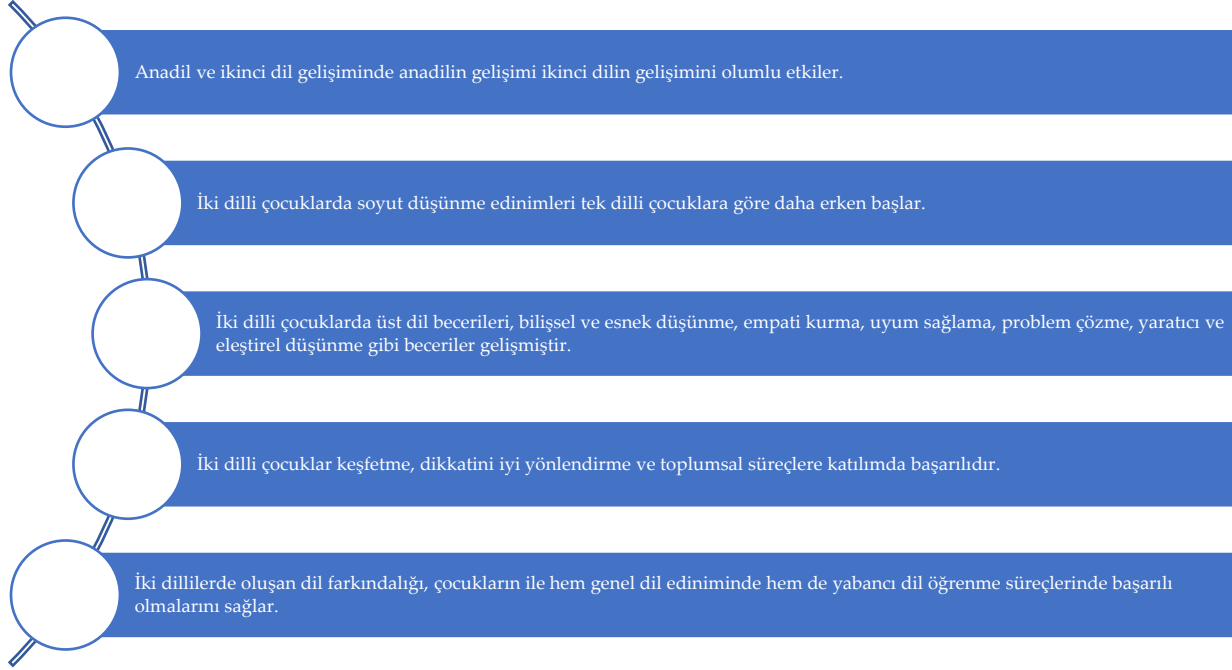 Anadil ve ikinci dil gelişiminde anadilin gelişimi ikinci dilin gelişimini olumlu etkiler.
İki dilli çocuklarda soyut düşünme edinimleri tek dilli çocuklara göre daha erken başlar.
İki dilli çocuklarda üst dil becerileri, bilişsel ve esnek düşünme, empati kurma, uyum sağlama, problem çözme, yaratıcı ve
eleştirel düşünme gibi beceriler gelişmiştir.
İki dilli çocuklar keşfetme, dikkatini iyi yönlendirme ve toplumsal süreçlere katılımda başarılıdır.
İki dillilerde oluşan dil farkındalığı, çocukların ile hem genel dil ediniminde hem de yabancı dil öğrenme süreçlerinde başarılı
olmalarını sağlar.